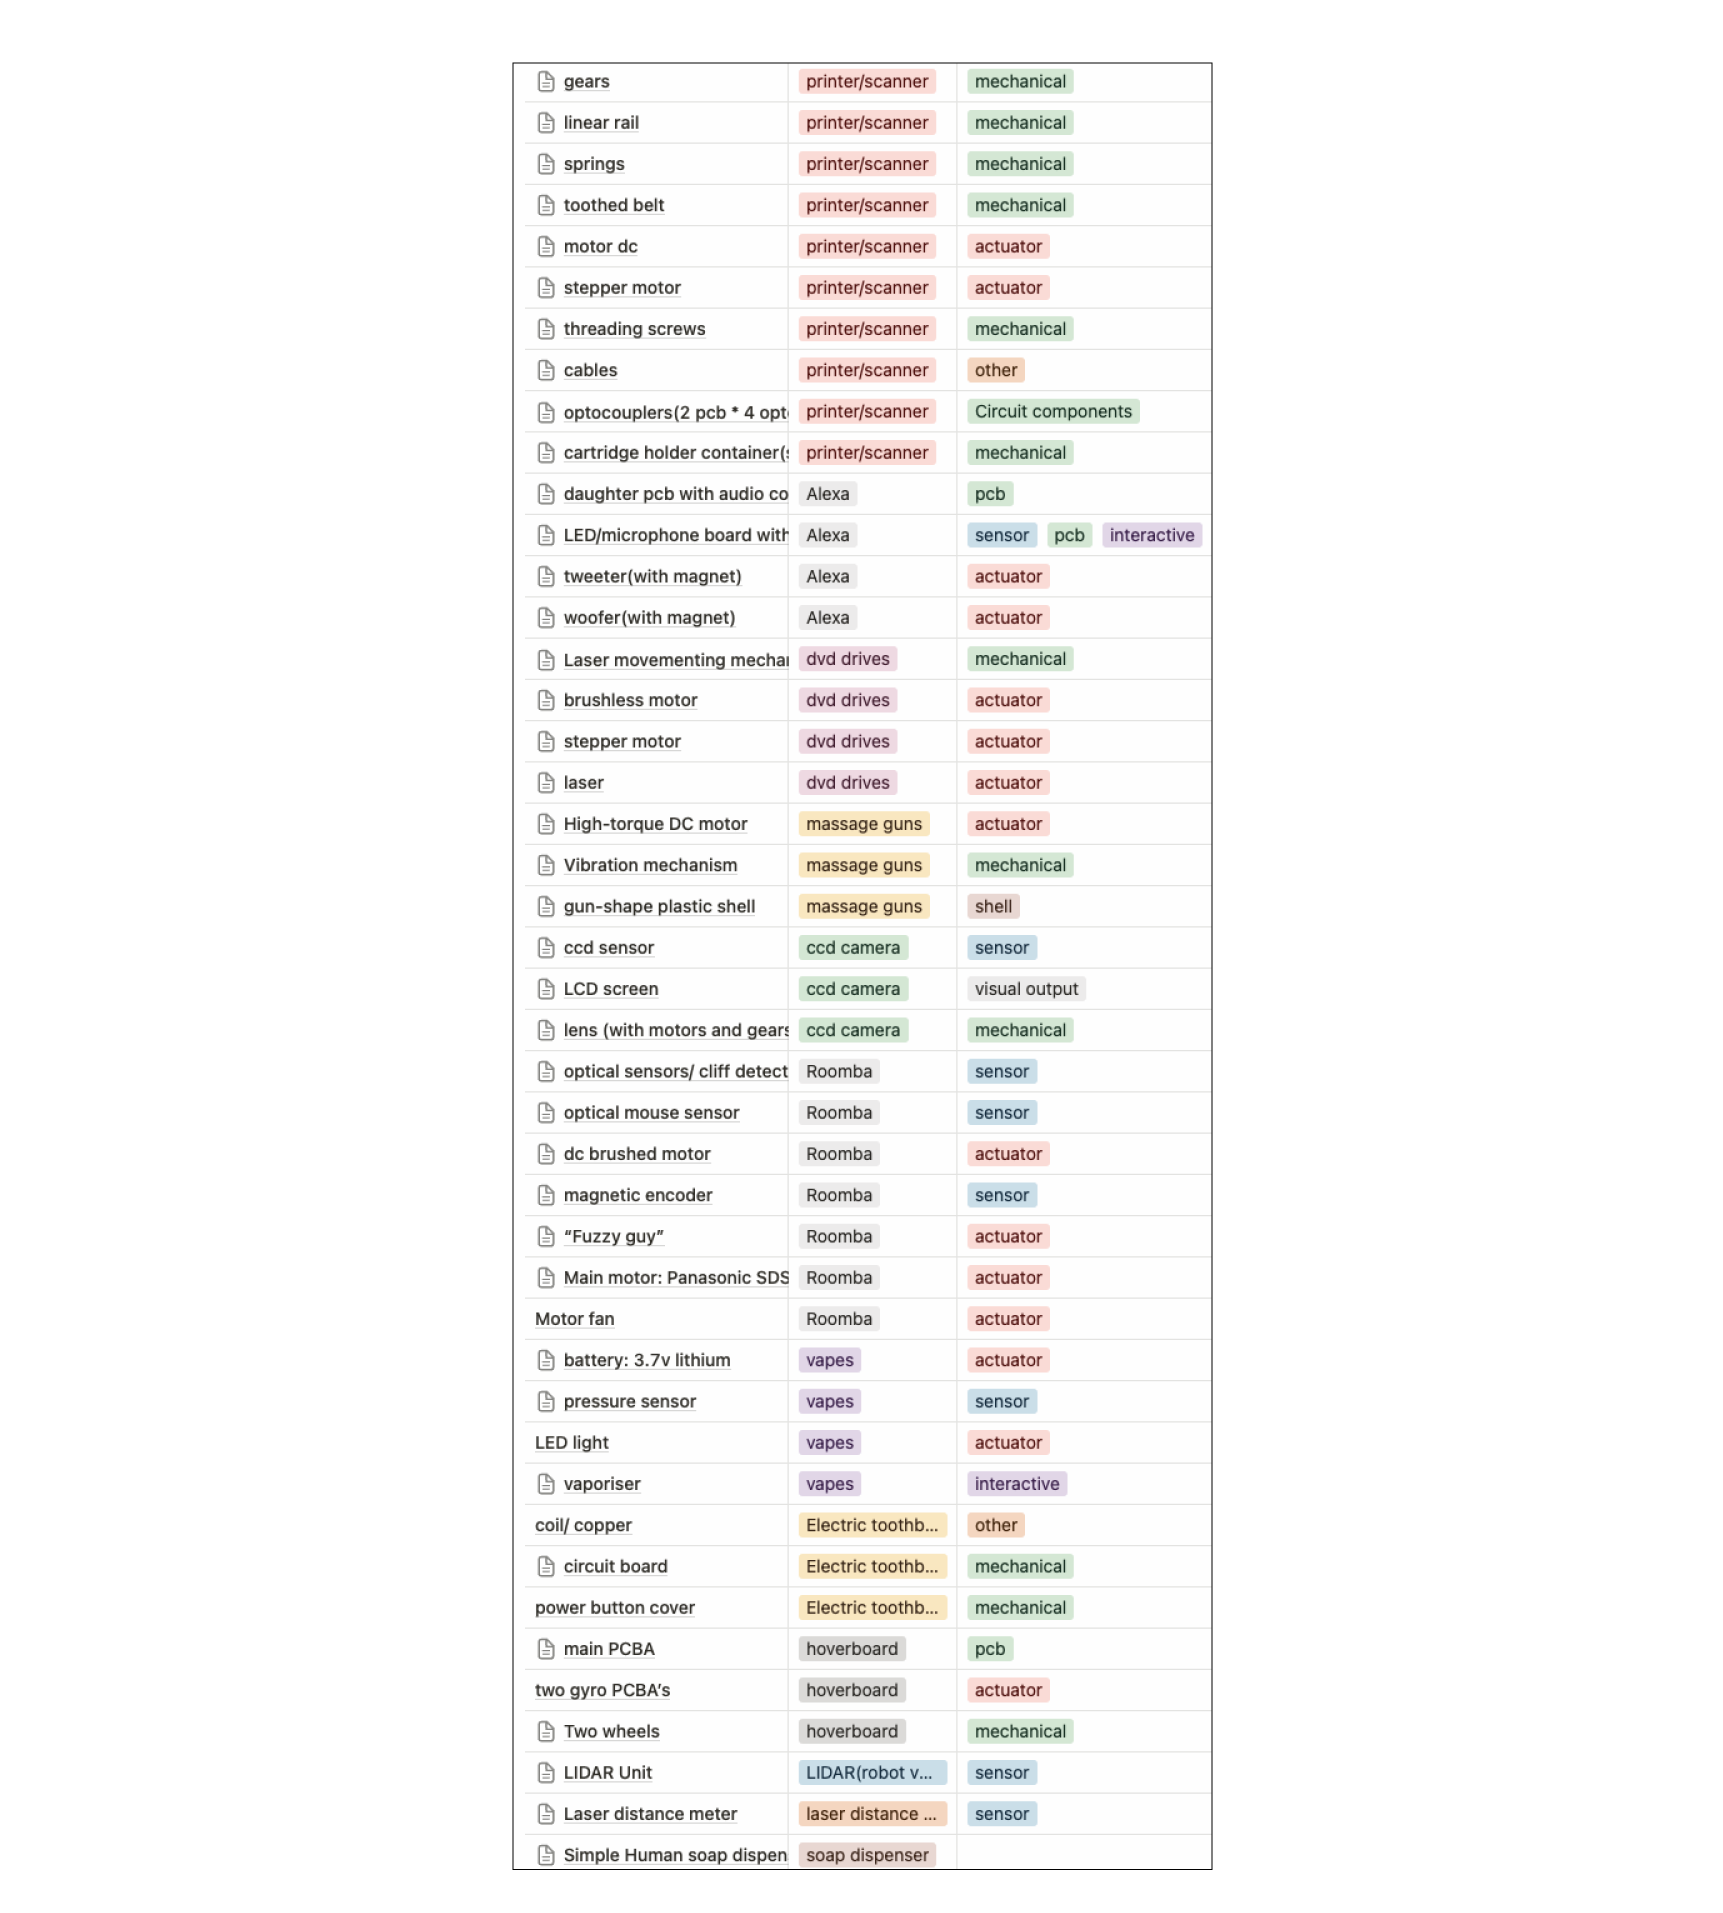 gears printer/scanner mechanical
linear rail printer/scanner mechanical
springs printer/scanner mechanical
toothed belt printer/scanner mechanical
motor dc printer/scanner actuator
stepper motor printer/scanner actuator
threading screws printer/scanner mechanical
cables printer/scanner other
optocouplers(2 pcb * 4 opt printer/scanner Circuit components
cartridge holder container( printer/scanner mechanical
daughter pcb with audio co Alexa pcb
LED/microphone board with Alexa sensor pcb interactive
tweeter(with magnet) Alexa actuator
woofer(with magnet) Alexa actuator
Laser movementing mecha dvd drives mechanical
brushless motor dvd drives actuator
stepper motor dvd drives actuator
laser dvd drives actuator
High-torque DC motor massage guns actuator
Vibration mechanism massage guns mechanical
gun-shape plastic shell massage guns shell
ccd sensor ccd camera sensor
LCD screen ccd camera visual output
lens (with motors and gears ccd camera mechanical
optical sensors/ cliff detect Roomba sensor
optical mouse sensor Roomba sensor
dc brushed motor Roomba actuator
magnetic encoder Roomba sensor
“Fuzzy guy” Roomba actuator
Main motor: Panasonic SDS Roomba actuator
Motor fan Roomba actuator
battery: 3.7v lithium vapes actuator
pressure sensor vapes sensor
LED light vapes actuator
vaporiser vapes interactive
coil/ copper Electric toothb... other
circuit board Electric toothb... mechanical
power button cover Electric toothb... mechanical
main PCBA hoverboard pcb
two gyro PCBA’s hoverboard actuator
Two wheels hoverboard mechanical
LIDAR Unit LIDAR(robot v... sensor
Laser distance meter laser distance ... sensor
Simple Human soap dispen soap dispenser